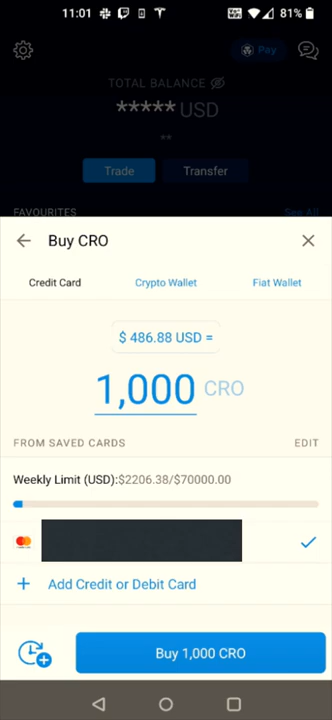 11:01 81%
Pay
TOTAL BALANCE
***** USD
**
Trade Transfer
FAVOURITES See All
Buy CRO
Credit Card Crypto Wallet Fiat Wallet
$ 486.88 USD =
1,000 CRO
FROM SAVED CARDS EDIT
Weekly Limit (USD):$2206.38/$70000.00
Add Credit or Debit Card
Buy 1,000 CRO